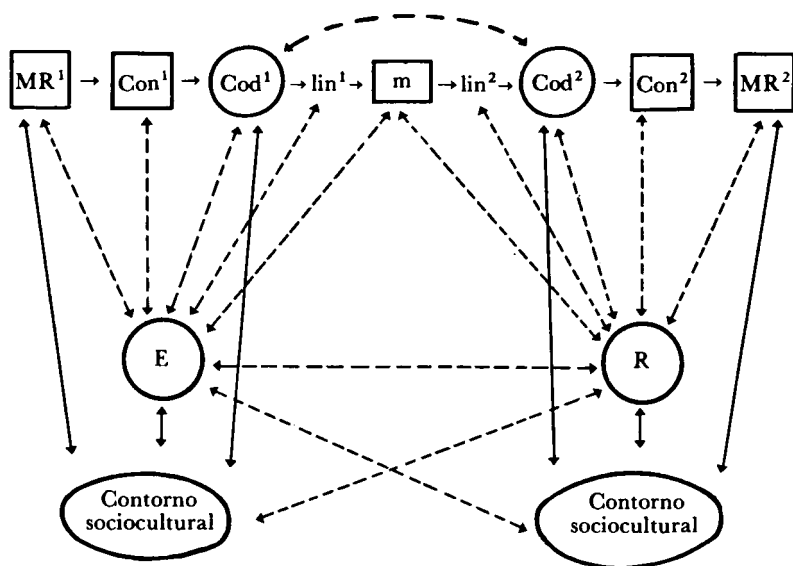 MR¹ Con¹ Cod¹ lin¹ m lin² Cod² Con² MR²
E R
Contorno
sociocultural
Contorno
sociocultural